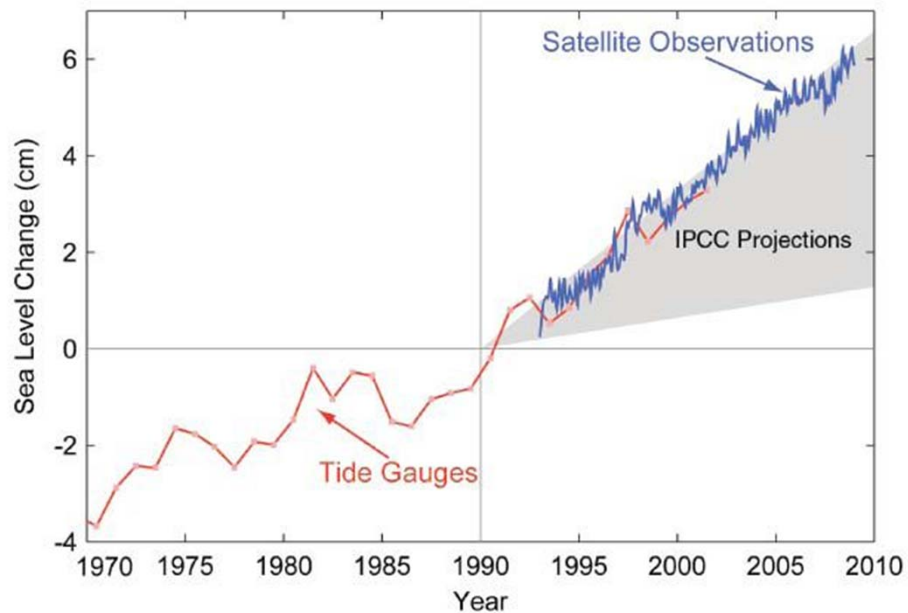 6
4
2
0
-2
-4
Sea Level Change (cm)
Satellite Observations
IPCC Projections
Tide Gauges
1970 1975 1980 1985 1990 1995 2000 2005 2010
Year